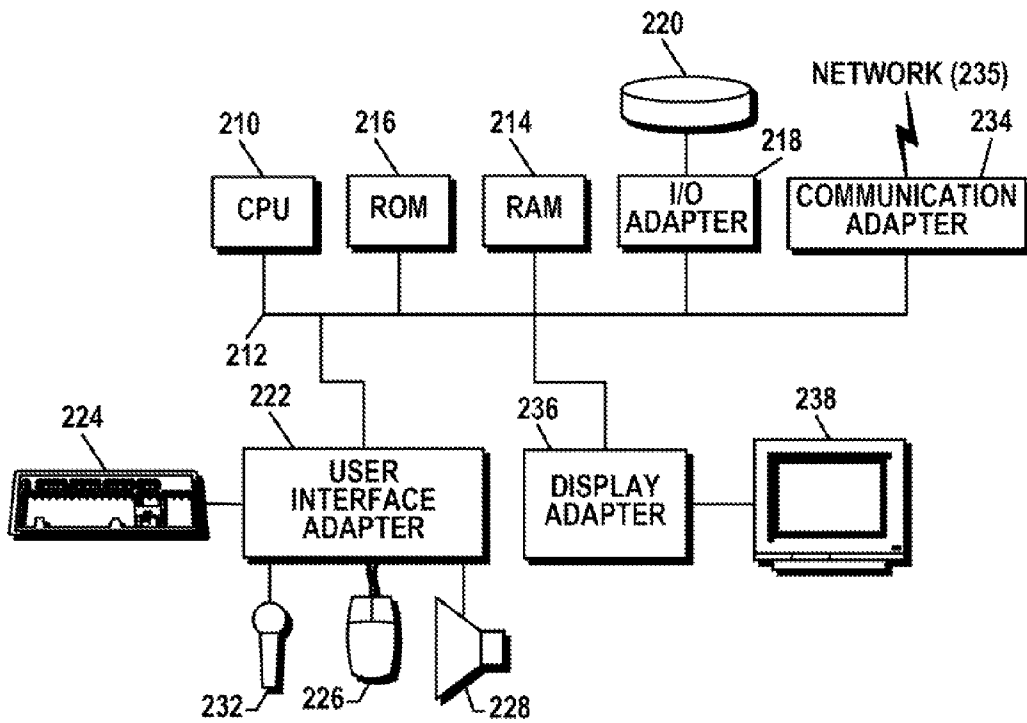 220
NETWORK (235)
210
216
214
218
234
CPU
ROM
RAM
I/O
ADAPTER
COMMUNICATION
ADAPTER
212
222
224
236
238
USER
INTERFACE
ADAPTER
DISPLAY
ADAPTER
232
226
228